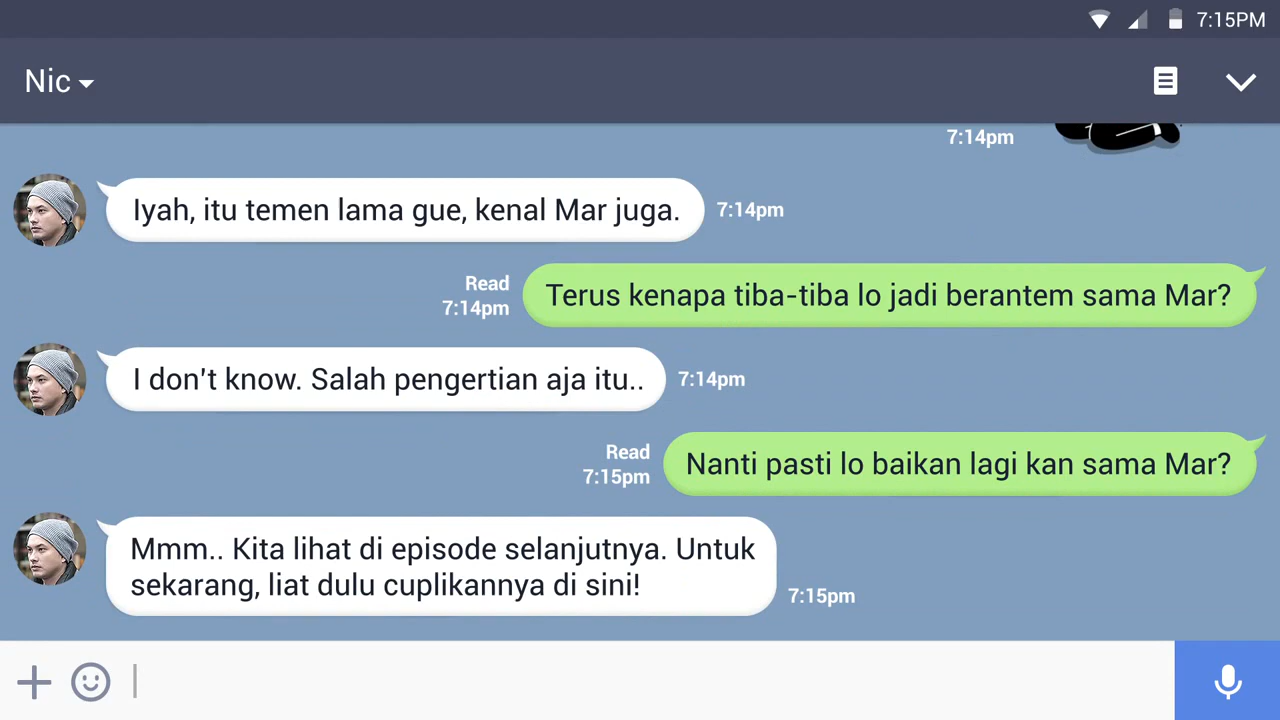 7:15PM
Nic
7:14pm
Iyah, itu temen lama gue, kenal Mar juga.
7:14pm
Read
7:14pm
Terus kenapa tiba-tiba lo jadi berantem sama Mar?
I don't know. Salah pengertian aja itu..
7:14pm
Read
7:15pm
Nanti pasti lo baikan lagi kan sama Mar?
Mmm.. Kita lihat di episode selanjutnya. Untuk
sekarang, liat dulu cuplikannya di sini!
7:15pm